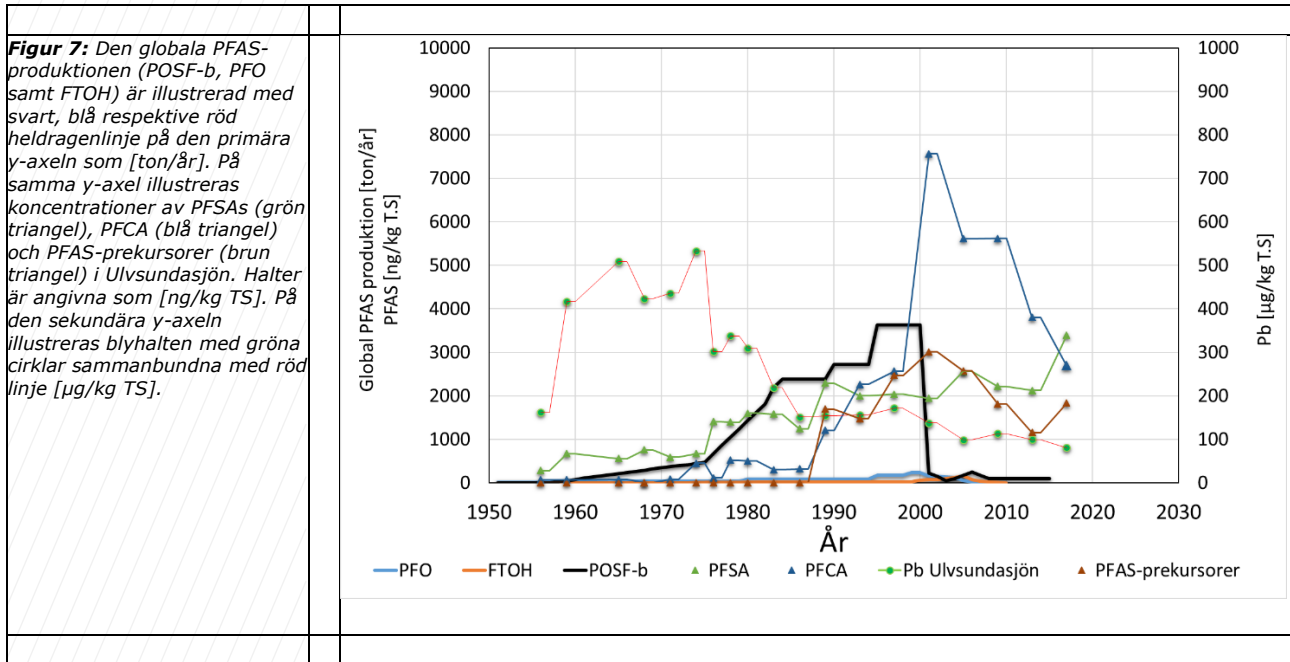 Figur 7: Den globala PFAS-
produktionen (POSF-b, PFO
samt FTOH) är illustrerad med
svart, blå respektive röd
heldragenlinje på den primära
y-axeln som [ton/år]. På
samma y-axel illustreras
koncentrationer av PFSAs (grön
triangel), PFCA (blå triangel)
och PFAS-prekursorer (brun
triangel) i Ulvsundasjön. Halter
är angivna som [ng/kg TS]. På
den sekundära y-axeln
illustreras blyhalten med gröna
cirklar sammanbundna med röd
linje [µg/kg TS].
Global PFAS produktion [ton/år]
PFAS [ng/kg T.S]
10000
9000
8000
7000
6000
5000
4000
3000
2000
1000
0
1000
900
800
700
600
500
400
300
200
100
0
Pb [µg/kg T.S]
1950 1960 1970 1980 1990 2000 2010 2020 2030
År
PFO FTOH POSF-b PFSA PFCA Pb Ulvsundasjön PFAS-prekursorer